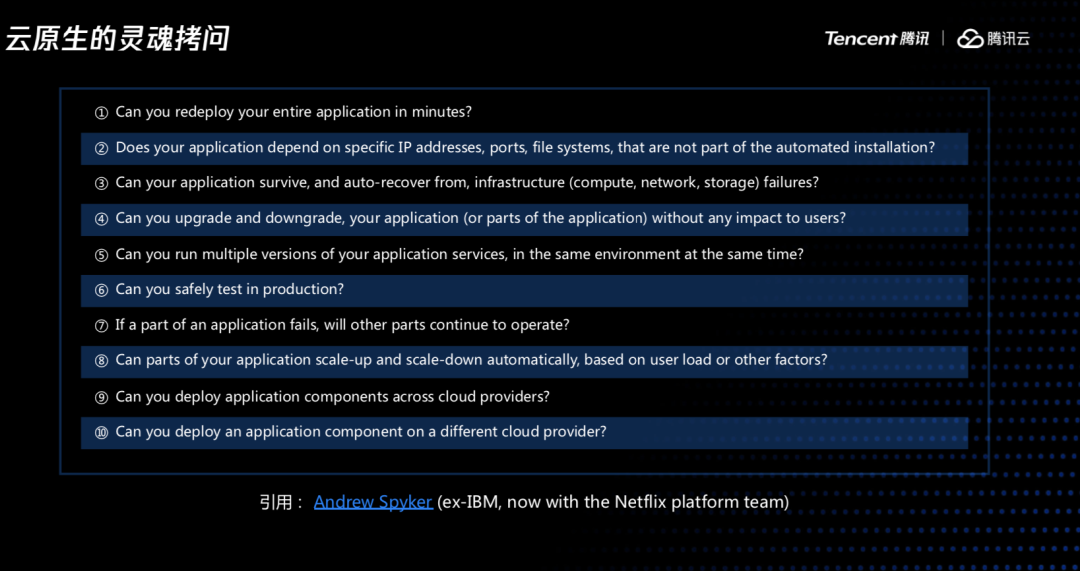 云原生的灵魂拷问
Tencent 腾讯 | 腾讯云
① Can you redeploy your entire application in minutes?
② Does your application depend on specific IP addresses, ports, file systems, that are not part of the automated installation?
③ Can your application survive, and auto-recover from, infrastructure (compute, network, storage) failures?
④ Can you upgrade and downgrade, your application (or parts of the application) without any impact to users?
⑤ Can you run multiple versions of your application services, in the same environment at the same time?
⑥ Can you safely test in production?
⑦ If a part of an application fails, will other parts continue to operate?
⑧ Can parts of your application scale-up and scale-down automatically, based on user load or other factors?
⑨ Can you deploy application components across cloud providers?
⑩ Can you deploy an application component on a different cloud provider?
引用： Andrew Spyker (ex-IBM, now with the Netflix platform team)